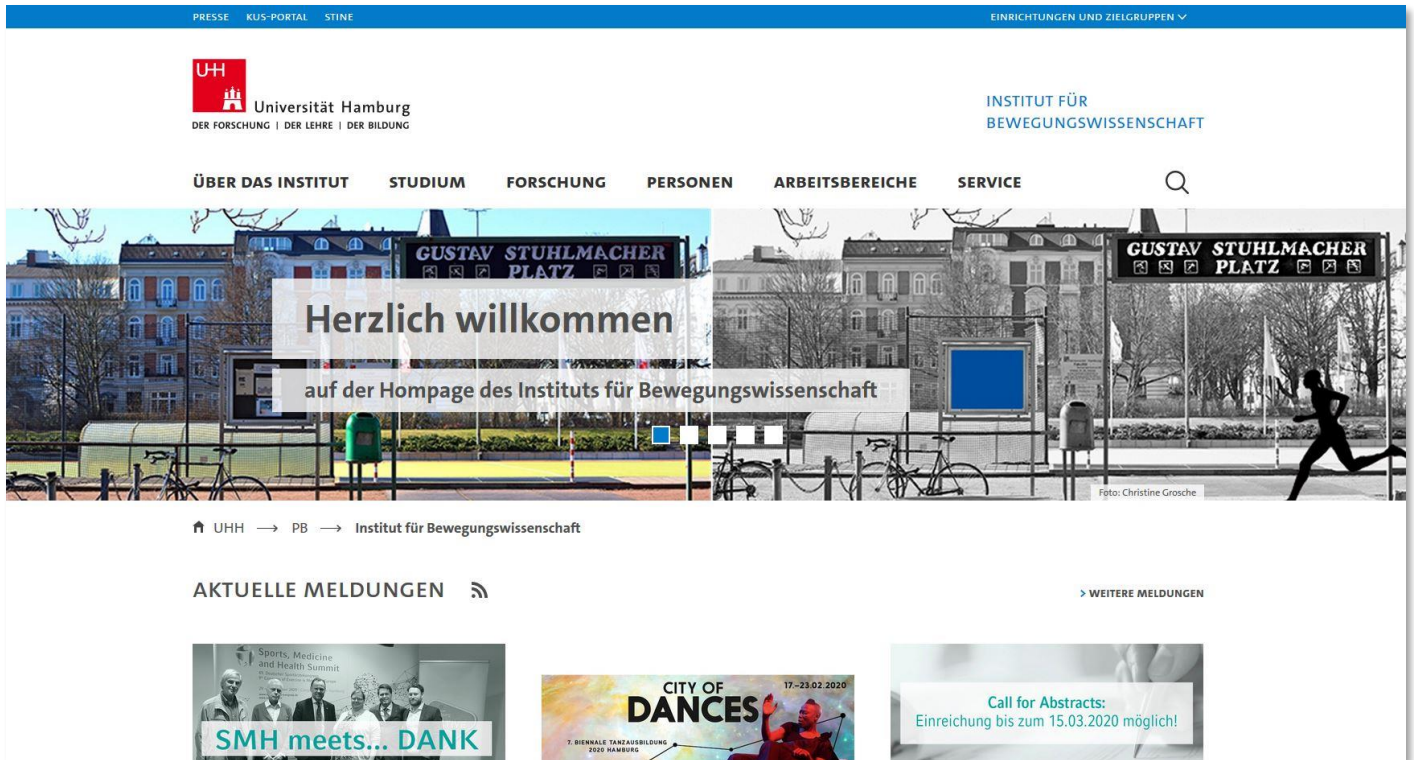 PRESSE KUS-PORTAL STINE EINRICHTUNGEN UND ZIELGRUPPEN
UHH
Universität Hamburg
DER FORSCHUNG | DER LEHRE | DER BILDUNG
INSTITUT FÜR
BEWEGUNGSWISSENSCHAFT
ÜBER DAS INSTITUT STUDIUM FORSCHUNG PERSONEN ARBEITSBEREICHE SERVICE
GUSTAV STUHLMACHER
PLATZ
GUSTAV STUHLMACHER
PLATZ
Herzlich willkommen
auf der Hompage des Instituts für Bewegungswissenschaft
Foto: Christine Grosche
UHH → PB → Institut für Bewegungswissenschaft
AKTUELLE MELDUNGEN
> WEITERE MELDUNGEN
Sports, Medicine
and Health Summit
SMH meets... DANK
CITY OF
DANCES
17.–23.02.2020
7. BIENNALE TANZAUSBILDUNG
2020 HAMBURG
Call for Abstracts:
Einreichung bis zum 15.03.2020 möglich!